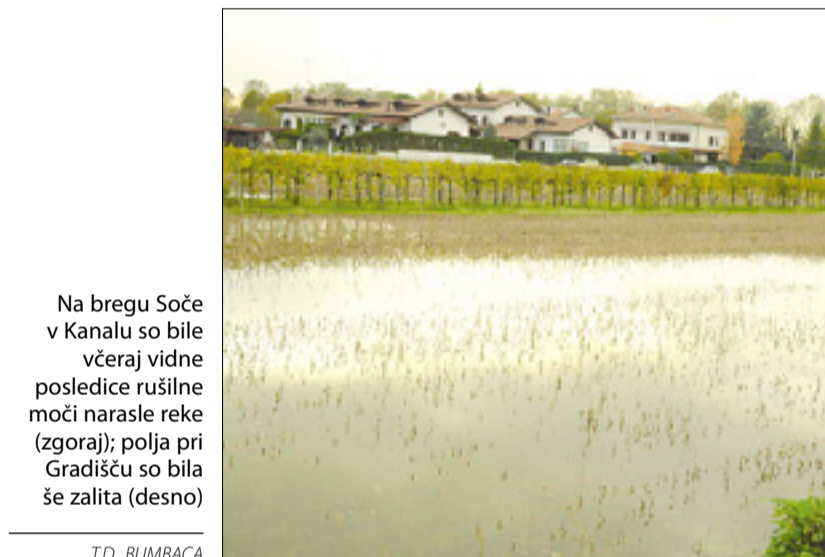 Na bregu Soče
v Kanalu so bile
včeraj vidne
posledice rušilne
moči narasle reke
(zgoraj); polja pri
Gradišču so bila
še zalita (desno)
T.D. BUMBACA